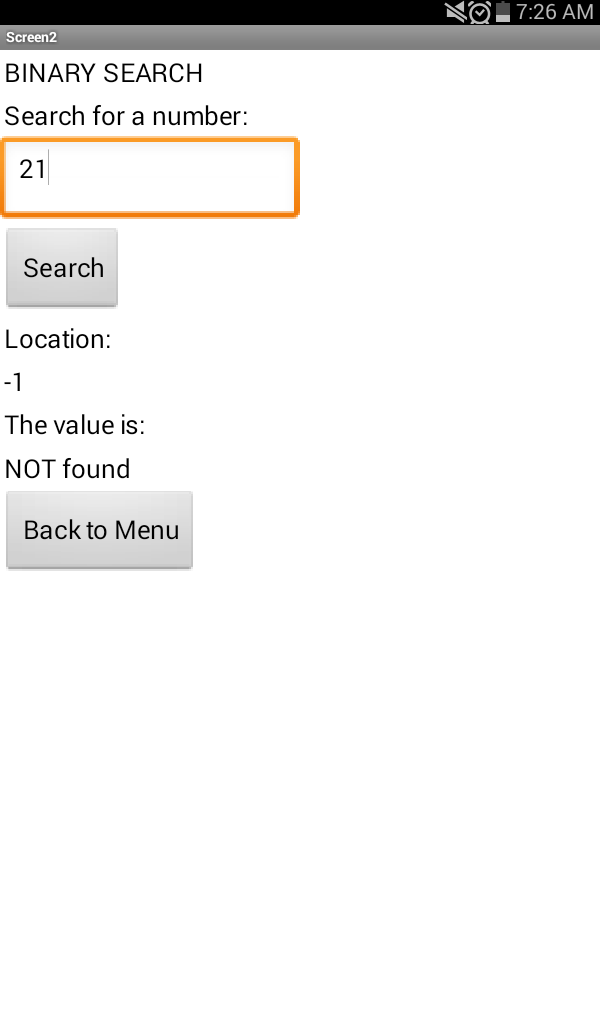 7:26 AM
Screen2
BINARY SEARCH
Search for a number:
21
Search
Location:
-1
The value is:
NOT found
Back to Menu